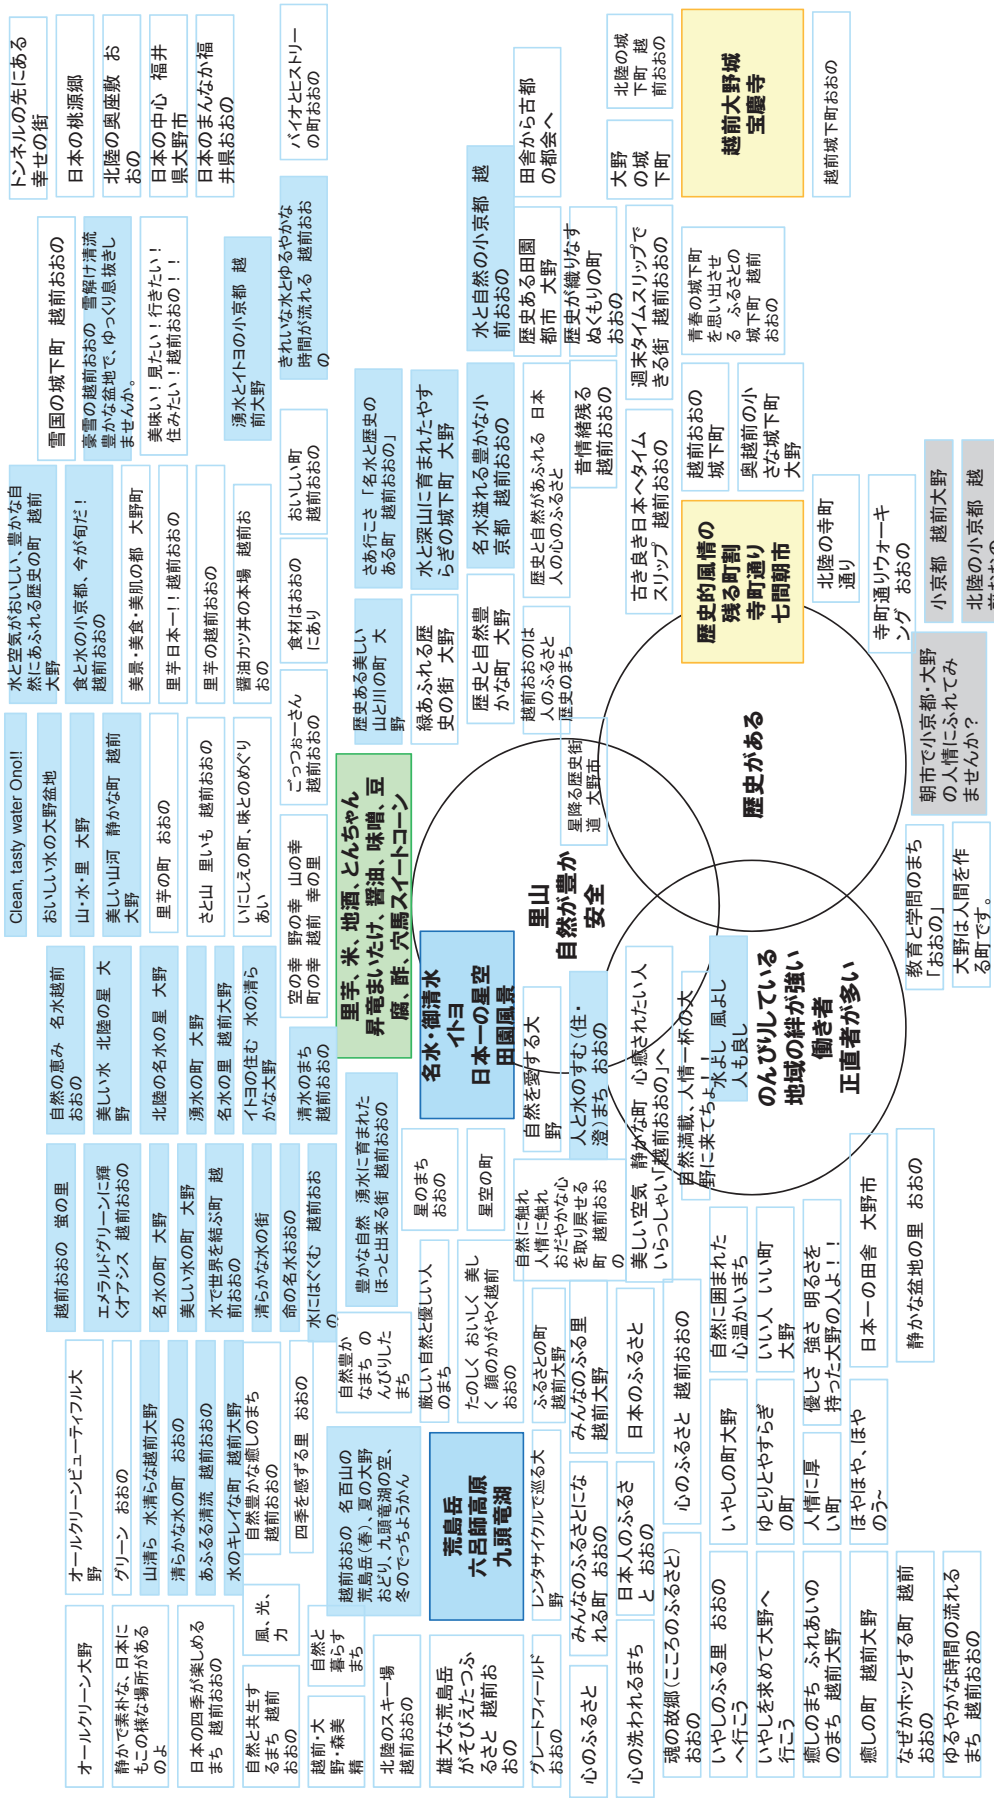 オールクリーン大野
静かで素朴な、日本に
もこの様な場所がある
のよ
日本の四季が楽しめる
まち　越前おおの
自然と共生す
るまち　越前
おおの
風、光、
力
越前・大
野・森美
精
自然と
暮らす
まち
北陸のスキー場
越前おおの
雄大な荒島岳
がそびえたつふ
るさと　越前お
おの
グレートフィールド
おおの
心のふるさと
心の洗われるまち
魂の故郷（こころのふるさと）
おおの
いやしのふる里　おおの
へ行こう
いやしを求めて大野へ
行こう
癒しのまち　ふれあいの
のまち　越前大野
癒しの町　越前大野
なぜかホッとする町　越前
おおの
ゆるやかな時間の流れる
まち　越前おおの
オールクリーンビューティフル大
野
グリーン　おおの
山清ら　水清らな越前大野
清らかな水の町　おおの
あふるる清流　越前おおの
水のキレイな町　越前大野
自然豊かな癒しのまち
越前おおの
四季を感ずる里　おおの
越前おおの　名百山の
荒島岳（春）、夏の大野
おどり、九頭竜湖の空、
冬のでっちようかん
荒島岳
六呂師高原
九頭竜湖
レンタサイクルで巡る大
野
みんなのふるさとにな
れる町　おおの
日本人のふるさ
と　おおの
心のふるさと　越前おおの
いやしの町大野
ゆとりとやすらぎ
の町
人情に厚
い町
ほやほや、ほや
のう~
越前おおの　蛍の里
エメラルドグリーンに輝
くオアシス　越前おおの
名水の町　大野
美しい水の町　大野
水で世界を結ぶ町　越
前おおの
清らかな水の街
命の名水おおの
水にはぐくむ　越前おお
の
自然豊か
なまち　の
んびりした
まち
豊かな自然　湧水に育まれた
ほっと出来る街　越前おおの
厳しい自然と優しい人
のまち
たのしく　おいしく　美し
く　顔のかがやく越前
おおの
ふるさとの町
越前大野
みんなのふる里
越前大野
日本のふるさと
自然に囲まれた
心温かいまち
いい人　いい町
大野
優しさ　強さ　明るさを
持った大野の人よ！！
日本一の田舎　大野市
静かな盆地の里　おおの
星のまち
おおの
星空の町
自然に触れ
人情に触れ
おだやかな心
を取り戻せる
町　越前おお
の
自然の恵み　名水越前
おおの
美しい水　北陸の星　大
野
北陸の名水の星　大野
湧水の町　大野
名水の里　越前大野
イトヨの住む　水の清ら
かな大野
清水のまち
越前おおの
名水・御清水
イトヨ
日本一の星空
田園風景
自然を愛する大
野
人と水のすむ（住・
澄）まち　おおの
美しい空気　静かな町　心癒されたい人
いらっしゃい「越前おおの」へ
自然満載、人情一杯の大
野に来てちょ！！
水よし　風よし
人も良し
のんびりしている
地域の絆が強い
働き者
正直者が多い
Clean, tasty water Ono!!
おいしい水の大野盆地
山・水・里　大野
美しい山河　静かな町　越前
大野
里芋の町　おおの
さと山　里いも　越前おおの
いにしえの町、味とのめぐり
あい
空の幸　野の幸　山の幸
町の幸　越前　幸の里
ごっつぉーさん
越前おおの
里芋、米、地酒、とんちゃん
昇竜まいたけ、醤油、味噌、豆
腐、酢、穴馬スイートコーン
里山
自然が豊か
安全
星降る歴史街
道　大野市
歴史がある
教育と学問のまち
「おおの」
大野は人間を作
る町です。
水と空気がおいしい、豊かな自
然にあふれる歴史の町　越前
大野
食と水の小京都、今が旬だ！
越前おおの
美景・美食・美肌の都　大野町
里芋日本一！！越前おおの
里芋の越前おおの
醤油カツ丼の本場　越前お
おの
食材はおおの
にあり
おいしい町
越前おおの
歴史ある美しい
山と川の町　大
野
緑あふれる歴
史の街　大野
歴史と自然豊
かな町　大野
越前おおのは
人のふるさと
歴史のまち
さあ行こさ　「名水と歴史の
ある町　越前おおの」
水と深山に育まれたやす
らぎの城下町　大野
名水溢れる豊かな小
京都　越前おおの
歴史と自然があふれる　日本
人の心のふるさと
昔情緒残る
越前おおの
古き良き日本へタイム
スリップ　越前おおの
歴史的風情の
残る町割
寺町通り
七間朝市
越前おおの
城下町
奥越前の小
さな城下町
大野
北陸の寺町
通り
寺町通りウォーキ
ング　おおの
朝市で小京都・大野
の人情にふれてみ
ませんか？
小京都　越前大野
北陸の小京都　越
前おおの
雪国の城下町　越前おおの
豪雪の越前おおの　雪解け清流
豊かな盆地で、ゆっくり息抜きし
ませんか。
美味い！見たい！行きたい！
住みたい！越前おおの！！
湧水とイトヨの小京都　越
前大野
きれいな水とゆるやかな
時間が流れる　越前おお
の
水と自然の小京都　越
前おおの
歴史ある田園
都市　大野
歴史が織りなす
ぬくもりの町
おおの
週末タイムスリップで
きる街　越前おおの
青春の城下町
を思い出させ
る　ふるさとの
城下町　越前
おおの
トンネルの先にある
幸せの街
日本の桃源郷
北陸の奥座敷　お
おの
日本の中心　福井
県大野市
日本のまんなか福
井県おおの
バイオとヒストリー
の町おおの
田舎から古都
の都会へ
大野
の城
下町
北陸の城
下町　越
前おおの
越前大野城
宝慶寺
越前城下町おおの